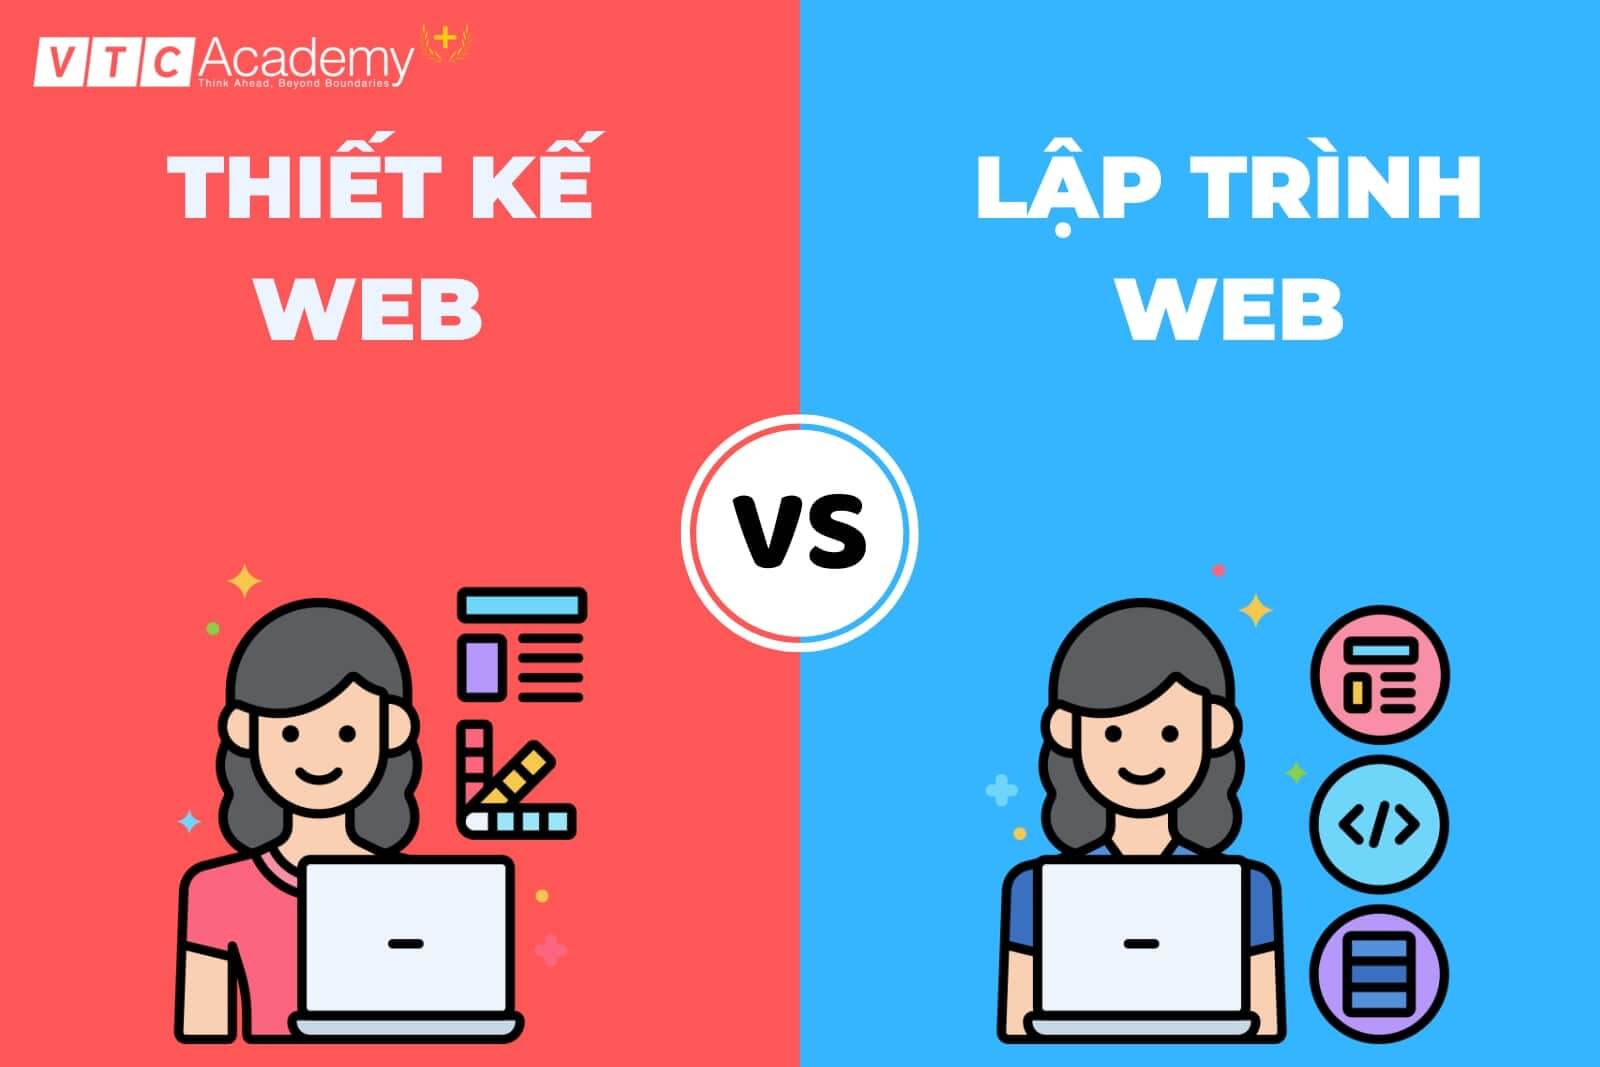 VTC Academy+
Think Ahead, Beyond Boundaries
THIẾT KẾ
WEB
LẬP TRÌNH
WEB
VS
</>